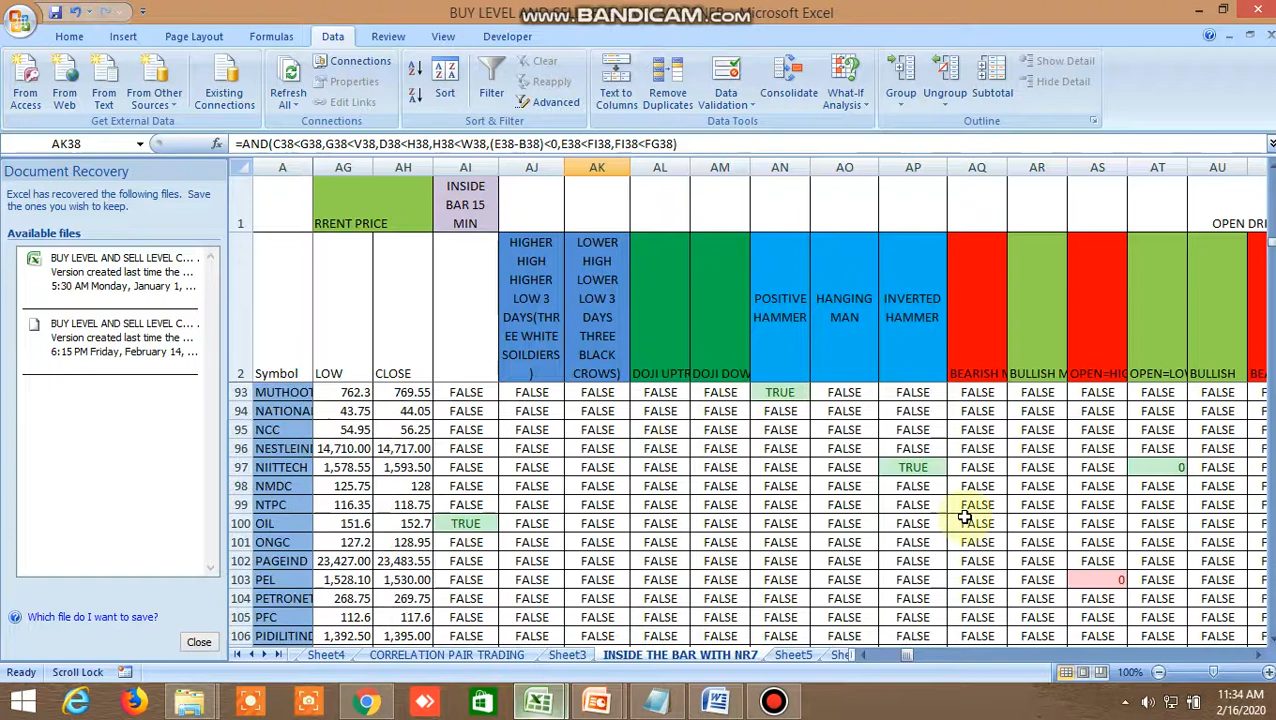 BUY LEVEL AND SEL
www.BANDICAM.com
Microsoft Excel
Home Insert Page Layout Formulas Data Review View Developer
From Access
From Web
From Text
From Other Sources
Existing Connections
Get External Data
Refresh All
Connections
Properties
Edit Links
Connections
Sort
Filter
Clear
Reapply
Advanced
Sort & Filter
Text to Columns
Remove Duplicates
Data Validation
Consolidate
What-If Analysis
Data Tools
Group
Ungroup
Subtotal
Show Detail
Hide Detail
Outline
AK38 fx =AND(C38<G38,G38<V38,D38<H38,H38<W38,(E38-B38)<0,E38<FI38,FI38<FG38)
Document Recovery
Excel has recovered the following files. Save
the ones you wish to keep.
Available files
BUY LEVEL AND SELL LEVEL C...
Version created last time the ...
5:30 AM Monday, January 1, ...
BUY LEVEL AND SELL LEVEL C...
Version created last time the ...
6:15 PM Friday, February 14, ...
Which file do I want to save?
Close
A AG AH AI AJ AK AL AM AN AO AP AQ AR AS AT AU
1 RRENT PRICE
INSIDE
BAR 15
MIN
OPEN DRI
2 Symbol LOW CLOSE
HIGHER
HIGH
HIGHER
LOW 3
DAYS(THR
EE WHITE
SOILDIERS
)
LOWER
HIGH
LOWER
LOW 3
DAYS
THREE
BLACK
CROWS)
DOJI UPTR
DOJI DOW
POSITIVE
HAMMER
HANGING
MAN
INVERTED
HAMMER
BEARISH M
BULLISH M
OPEN=HIG
OPEN=LOV
BULLISH
BEA
93 MUTHOOT 762.3 769.55 FALSE FALSE FALSE FALSE FALSE TRUE FALSE FALSE FALSE FALSE FALSE FALSE FALSE F
94 NATIONAL 43.75 44.05 FALSE FALSE FALSE FALSE FALSE FALSE FALSE FALSE FALSE FALSE FALSE FALSE FALSE F
95 NCC 54.95 56.25 FALSE FALSE FALSE FALSE FALSE FALSE FALSE FALSE FALSE FALSE FALSE FALSE FALSE F
96 NESTLEIN 14,710.00 14,717.00 FALSE FALSE FALSE FALSE FALSE FALSE FALSE FALSE FALSE FALSE FALSE FALSE FALSE F
97 NIITTECH 1,578.55 1,593.50 FALSE FALSE FALSE FALSE FALSE FALSE FALSE TRUE FALSE FALSE FALSE 0 FALSE F
98 NMDC 125.75 128 FALSE FALSE FALSE FALSE FALSE FALSE FALSE FALSE FALSE FALSE FALSE FALSE FALSE F
99 NTPC 116.35 118.75 FALSE FALSE FALSE FALSE FALSE FALSE FALSE FALSE FALSE FALSE FALSE FALSE FALSE F
100 OIL 151.6 152.7 TRUE FALSE FALSE FALSE FALSE FALSE FALSE FALSE FALSE FALSE FALSE FALSE FALSE F
101 ONGC 127.2 128.95 FALSE FALSE FALSE FALSE FALSE FALSE FALSE FALSE FALSE FALSE FALSE FALSE FALSE F
102 PAGEIND 23,427.00 23,483.55 FALSE FALSE FALSE FALSE FALSE FALSE FALSE FALSE FALSE FALSE FALSE FALSE FALSE F
103 PEL 1,528.10 1,530.00 FALSE FALSE FALSE FALSE FALSE FALSE FALSE FALSE FALSE FALSE 0 FALSE FALSE F
104 PETRONET 268.75 269.75 FALSE FALSE FALSE FALSE FALSE FALSE FALSE FALSE FALSE FALSE FALSE FALSE FALSE F
105 PFC 112.6 117.6 FALSE FALSE FALSE FALSE FALSE FALSE FALSE FALSE FALSE FALSE FALSE FALSE FALSE F
106 PIDILITIND 1,392.50 1,395.00 FALSE FALSE FALSE FALSE FALSE FALSE FALSE FALSE FALSE FALSE FALSE FALSE FALSE F
Sheet4 CORRELATION PAIR TRADING Sheet3 INSIDE THE BAR WITH NR7 Sheet5 She
Ready Scroll Lock 100%
11:34 AM
2/16/2020